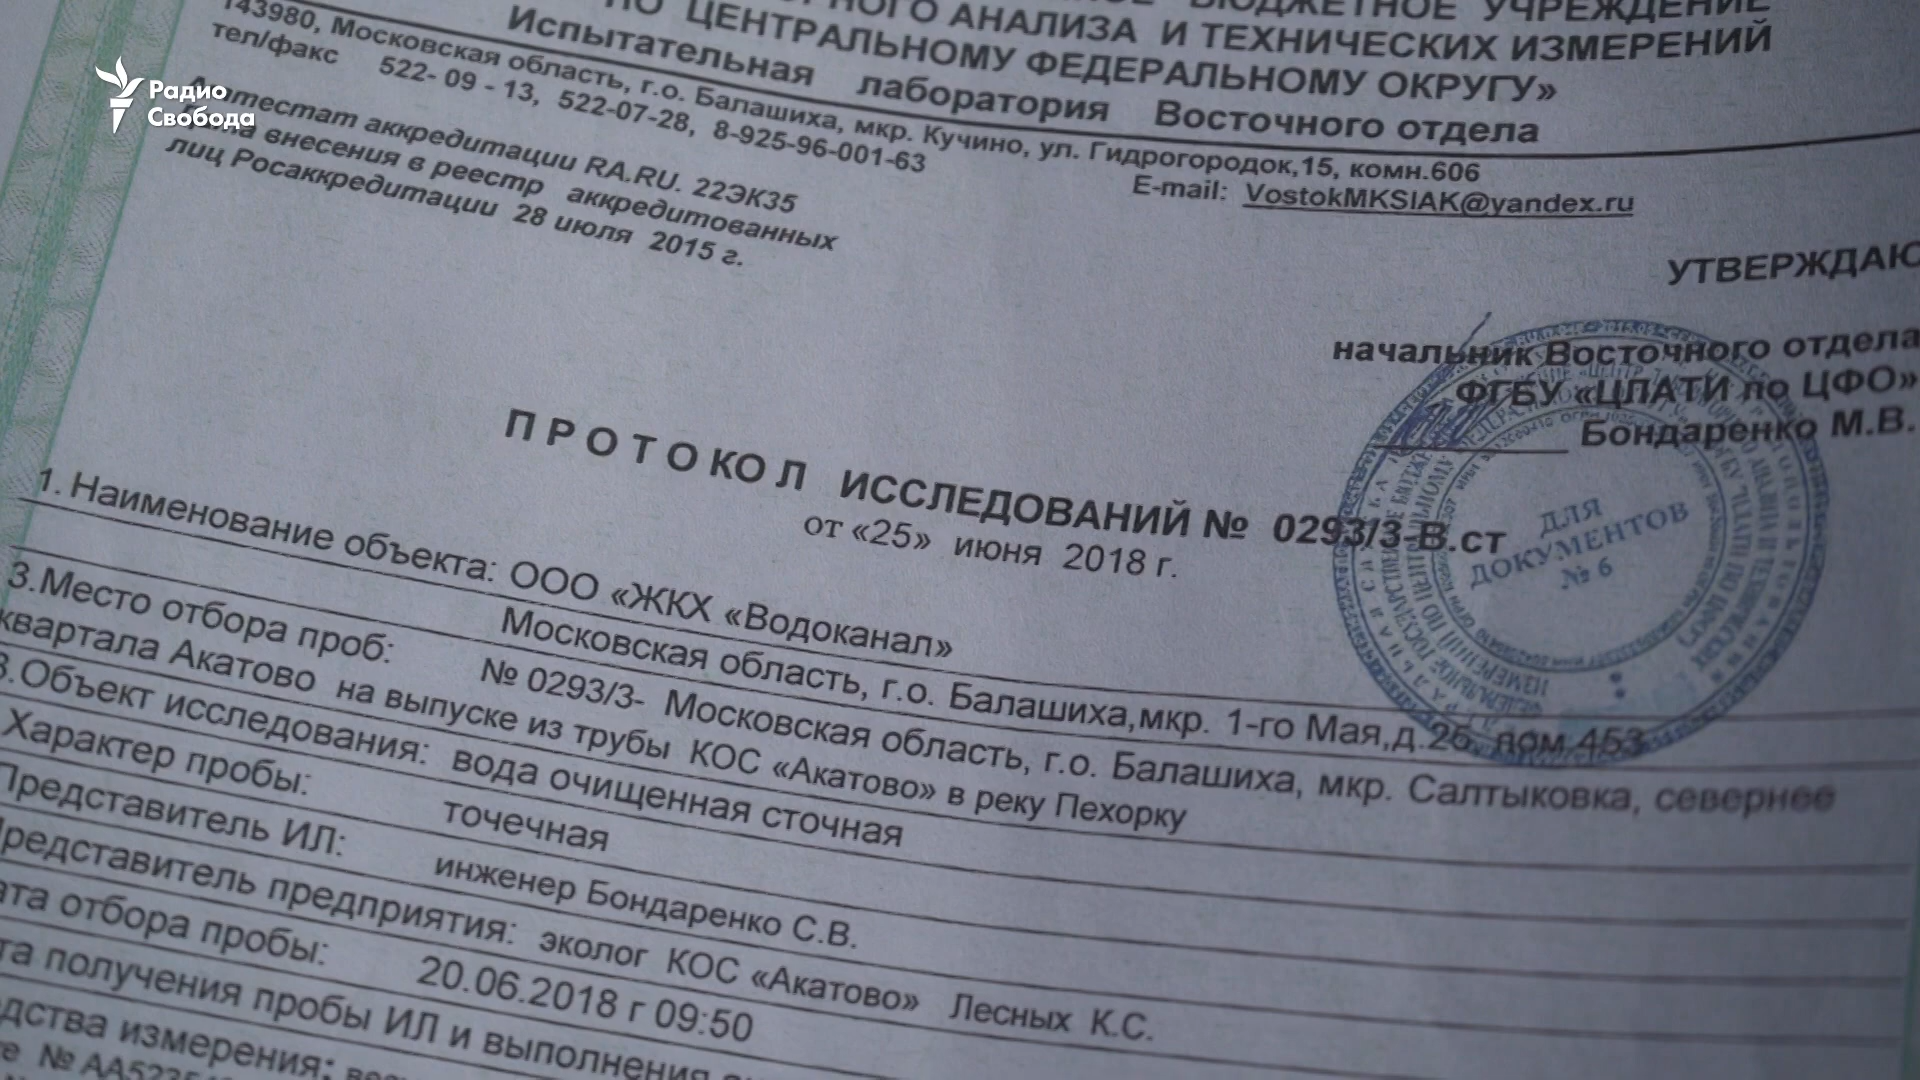 Радио
Свобода
БЮДЖЕТНОЕ УЧРЕЖДЕНИЕ
АНАЛИЗА И ТЕХНИЧЕСКИХ ИЗМЕРЕНИЙ
ПО ЦЕНТРАЛЬНОМУ ФЕДЕРАЛЬНОМУ ОКРУГУ»
Испытательная лаборатория Восточного отдела
143980, Московская область, г.о. Балашиха, мкр. Кучино, ул. Гидрогородок,15, комн.606
тел/факс 522- 09 - 13, 522-07-28, 8-925-96-001-63
E-mail: VostokMKSIAK@yandex.ru
Аттестат аккредитации RA.RU. 22ЭК35
Дата внесения в реестр аккредитованных
лиц Росаккредитации 28 июля 2015 г.
УТВЕРЖДАЮ
начальник Восточного отдела
ФГБУ «ЦЛАТИ по ЦФО»
Бондаренко М.В.
П Р О Т О КО Л ИССЛЕДОВАНИЙ № 0293/3-В.ст
от «25» июня 2018 г.
ДЛЯ
ДОКУМЕНТОВ
№ 6
1. Наименование объекта: ООО «ЖКХ «Водоканал»
Московская область, г.о. Балашиха,мкр. 1-го Мая,д.26, пом.453
3.Место отбора проб: № 0293/3- Московская область, г.о. Балашиха, мкр. Салтыковка, севернее
квартала Акатово на выпуске из трубы КОС «Акатово» в реку Пехорку
3.Объект исследования: вода очищенная сточная
Характер пробы: точечная
Представитель ИЛ: инженер Бондаренко С.В.
Представитель предприятия: эколог КОС «Акатово» Лесных К.С.
отбора пробы: 20.06.2018 г 09:50
получения пробы ИЛ и выполнения
измерения: